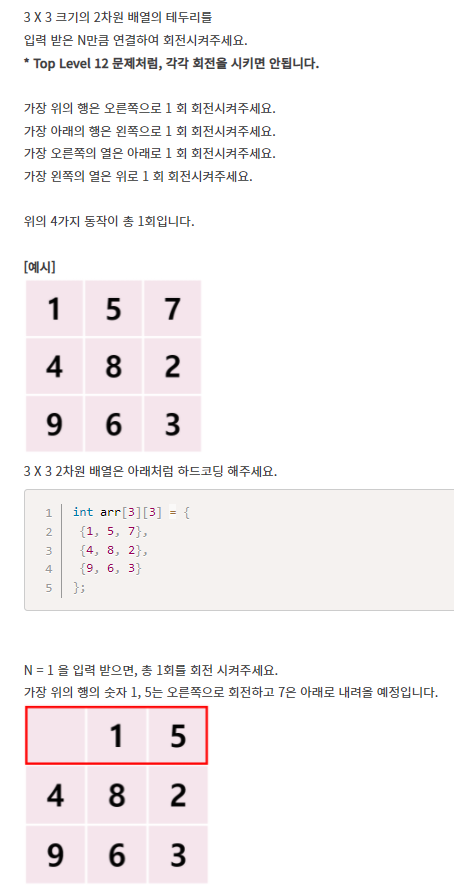 3 X 3 크기의 2차원 배열의 테두리를
입력 받은 N만큼 연결하여 회전시켜주세요.
* Top Level 12 문제처럼, 각각 회전을 시키면 안됩니다.
가장 위의 행은 오른쪽으로 1 회 회전시켜주세요.
가장 아래의 행은 왼쪽으로 1 회 회전시켜주세요.
가장 오른쪽의 열은 아래로 1 회 회전시켜주세요.
가장 왼쪽의 열은 위로 1 회 회전시켜주세요.
위의 4가지 동작이 총 1회입니다.
[예시]
1 5 7
4 8 2
9 6 3
3 X 3 2차원 배열은 아래처럼 하드코딩 해주세요.
1 int arr[3][3] = {
2 {1, 5, 7},
3 {4, 8, 2},
4 {9, 6, 3}
5 };
N = 1 을 입력 받으면, 총 1회를 회전 시켜주세요.
가장 위의 행의 숫자 1, 5는 오른쪽으로 회전하고 7은 아래로 내려올 예정입니다.
1 5
4 8 2
9 6 3